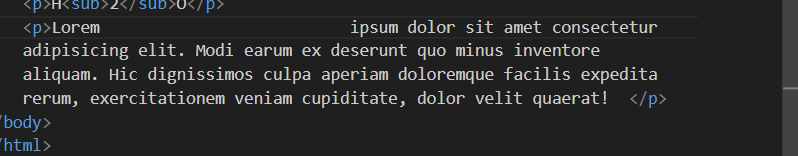 <p>H<sub>2</sub>O</p>
<p>Lorem                         ipsum dolor sit amet consectetur
adipisicing elit. Modi earum ex deserunt quo minus inventore
aliquam. Hic dignissimos culpa aperiam doloremque facilis expedita
rerum, exercitationem veniam cupiditate, dolor velit quaerat!  </p>
/body>
/html>